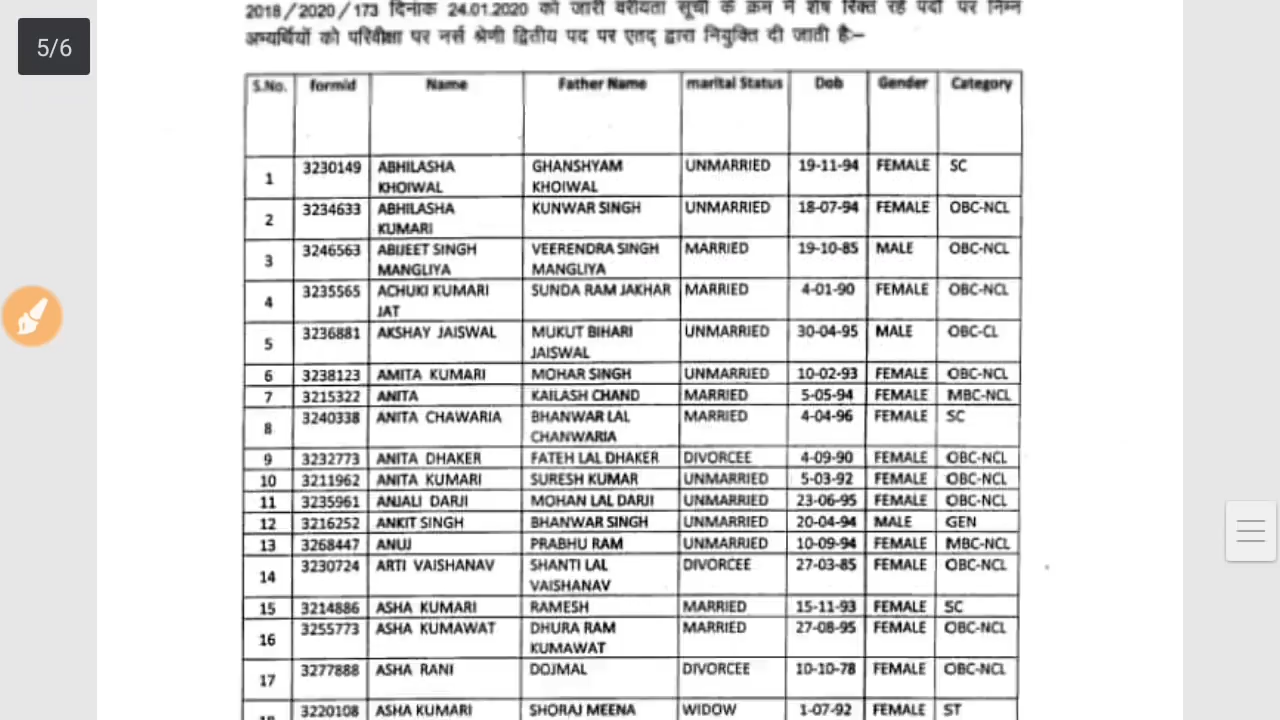 5/6
2018/2020/173 दिनांक 24.01.2020 को जारी वरीयता सूची के क्रम में शेष रिक्त रहे पदों पर निम्न
अभ्यर्थियों को परिवीक्षा पर नर्स श्रेणी द्वितीय पद पर एतद् द्वारा नियुक्ति दी जाती है:–
S.No. formid Name Father Name marital Status Dob Gender Category
1 3230149 ABHILASHA KHOIWAL GHANSHYAM KHOIWAL UNMARRIED 19-11-94 FEMALE SC
2 3234633 ABHILASHA KUMARI KUNWAR SINGH UNMARRIED 18-07-94 FEMALE OBC-NCL
3 3246563 ABIJEET SINGH MANGLIYA VEERENDRA SINGH MANGLIYA MARRIED 19-10-85 MALE OBC-NCL
4 3235565 ACHUKI KUMARI JAT SUNDA RAM JAKHAR MARRIED 4-01-90 FEMALE OBC-NCL
5 3236881 AKSHAY JAISWAL MUKUT BIHARI JAISWAL UNMARRIED 30-04-95 MALE OBC-CL
6 3238123 AMITA KUMARI MOHAR SINGH UNMARRIED 10-02-93 FEMALE OBC-NCL
7 3215322 ANITA KAILASH CHAND MARRIED 5-05-94 FEMALE MBC-NCL
8 3240338 ANITA CHAWARIA BHANWAR LAL CHANWARIA MARRIED 4-04-96 FEMALE SC
9 3232773 ANITA DHAKER FATEH LAL DHAKER DIVORCEE 4-09-90 FEMALE OBC-NCL
10 3211962 ANITA KUMARI SURESH KUMAR UNMARRIED 5-03-92 FEMALE OBC-NCL
11 3235961 ANJALI DARJI MOHAN LAL DARJI UNMARRIED 23-06-95 FEMALE OBC-NCL
12 3216252 ANKIT SINGH BHANWAR SINGH UNMARRIED 20-04-94 MALE GEN
13 3268447 ANUJ PRABHU RAM UNMARRIED 10-09-94 FEMALE MBC-NCL
14 3230724 ARTI VAISHANAV SHANTI LAL VAISHANAV DIVORCEE 27-03-85 FEMALE OBC-NCL
15 3214886 ASHA KUMARI RAMESH MARRIED 15-11-93 FEMALE SC
16 3255773 ASHA KUMAWAT DHURA RAM KUMAWAT MARRIED 27-08-95 FEMALE OBC-NCL
17 3277888 ASHA RANI DOJMAL DIVORCEE 10-10-78 FEMALE OBC-NCL
3220108 ASHA KUMARI SHORAJ MEENA WIDOW 1-07-92 FEMALE ST